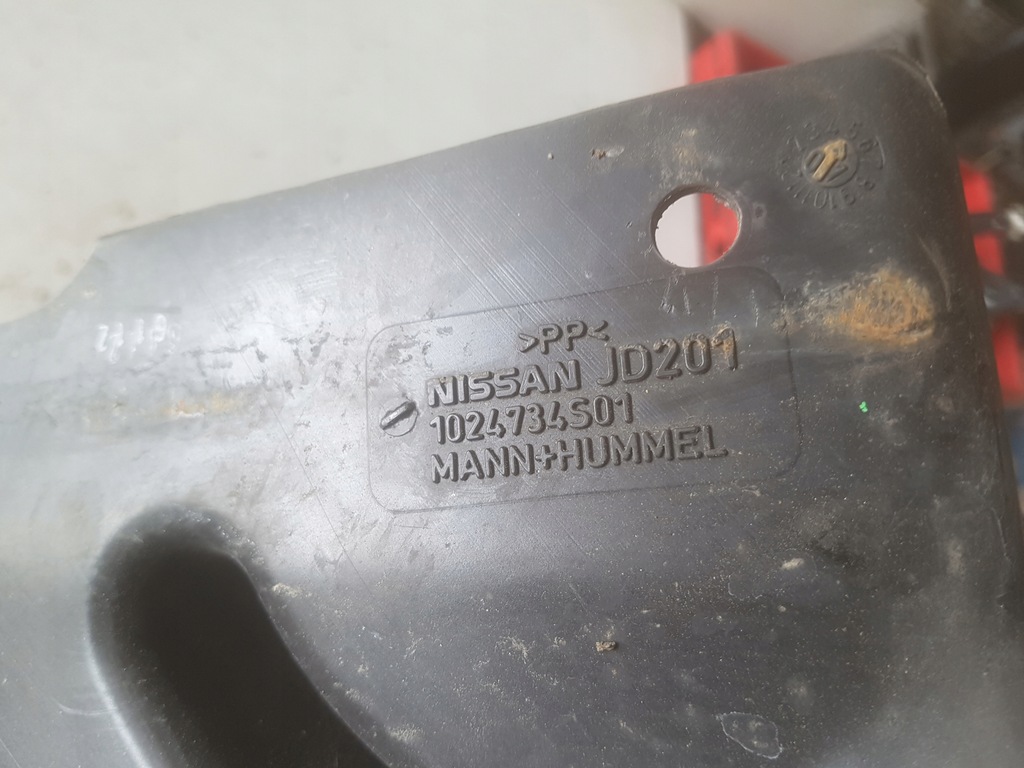 >PP<
NISSAN JD201
1024734S01
MANN+HUMMEL